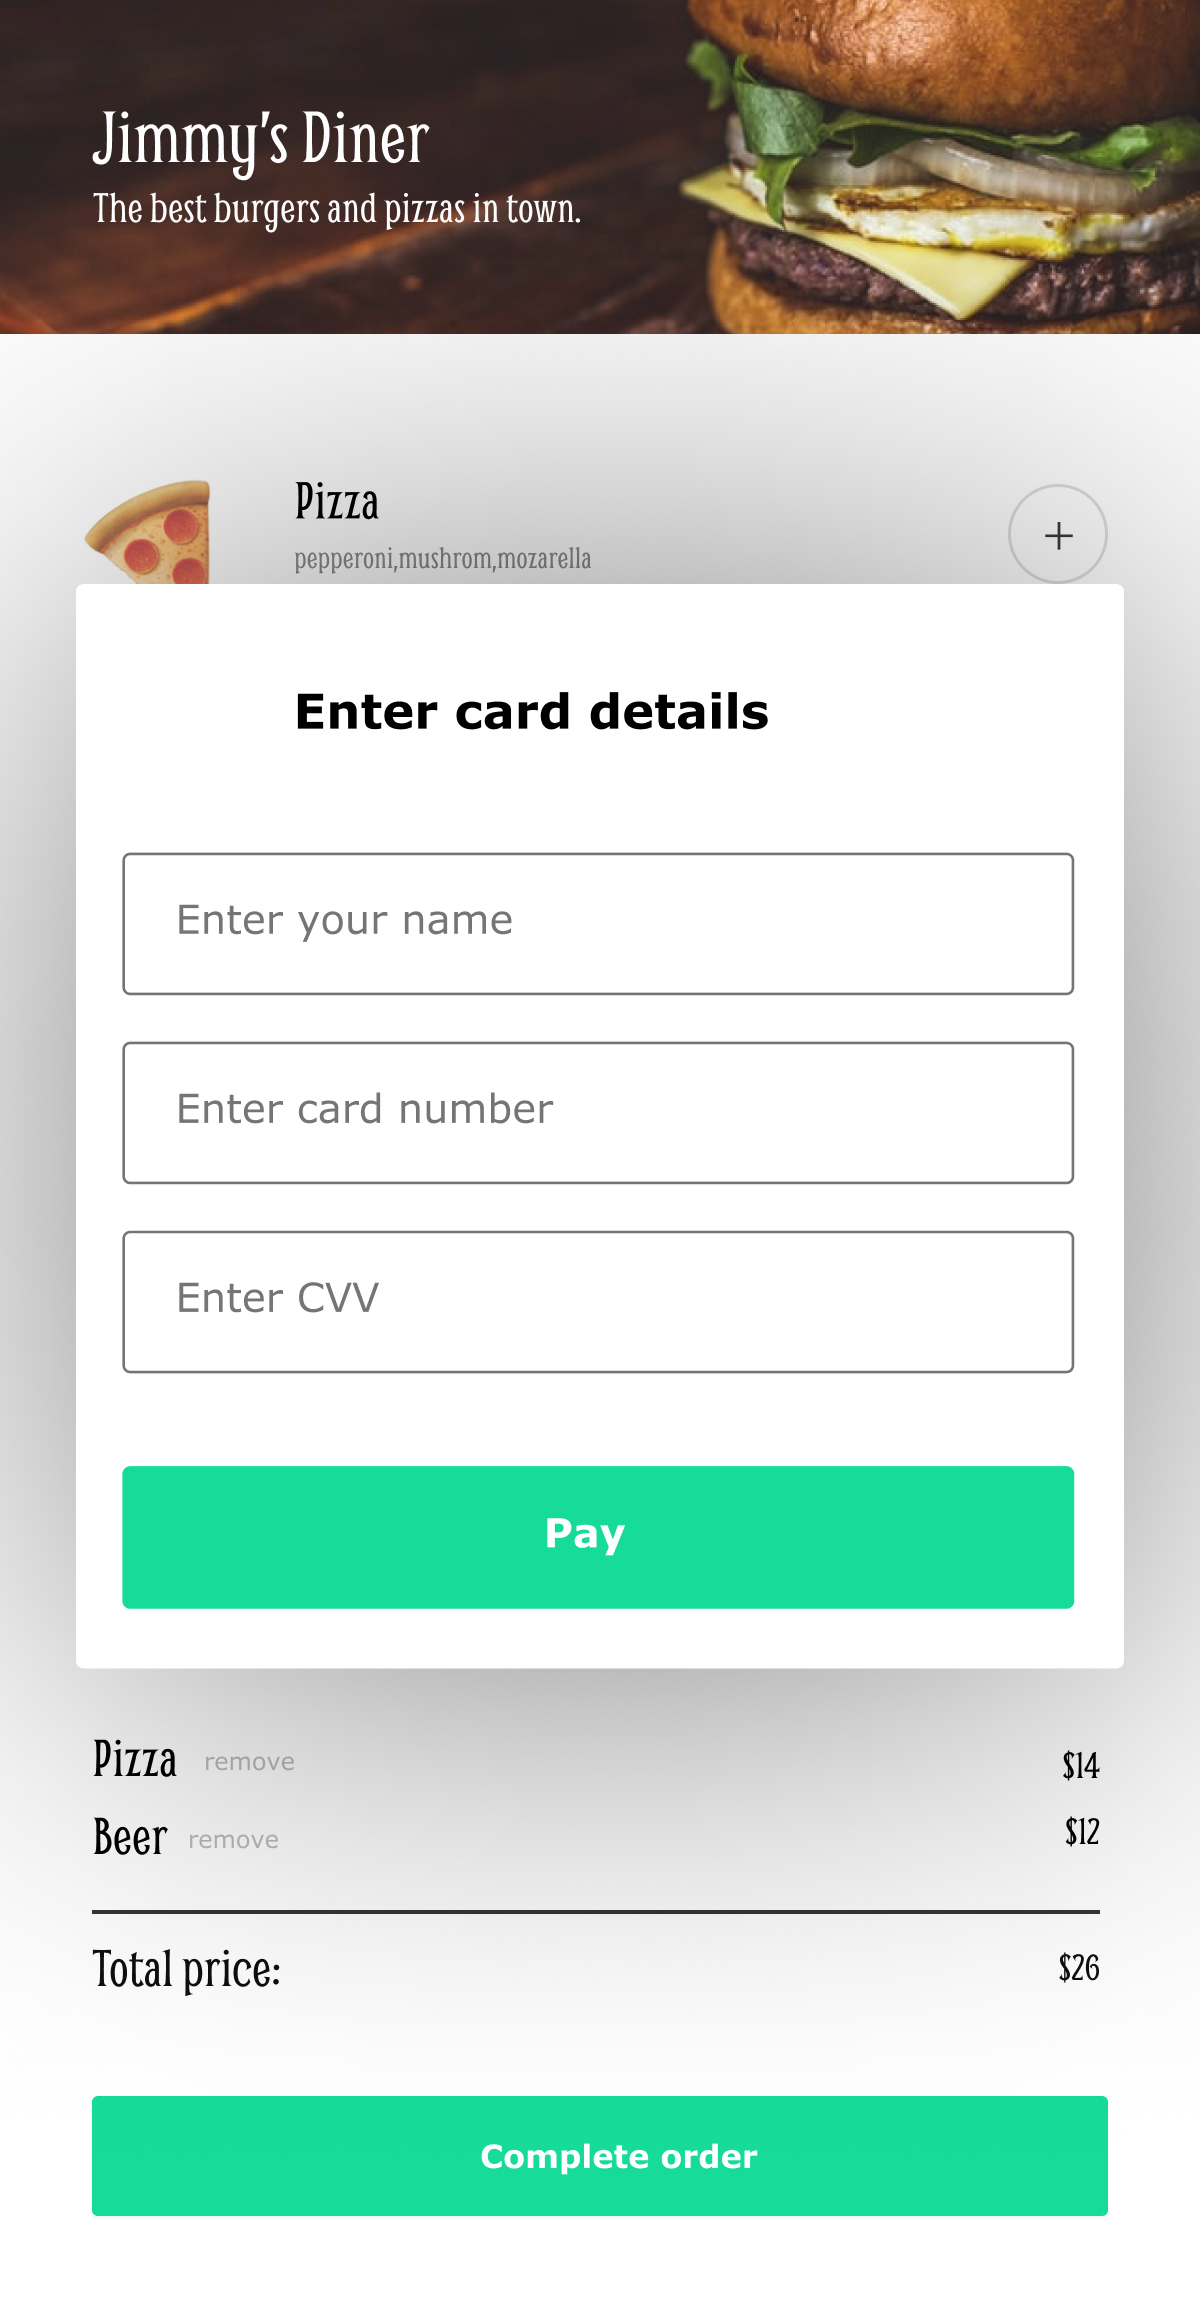 Jimmy's Diner
The best burgers and pizzas in town.
Pizza
pepperoni,mushrom,mozarella
+
Enter card details
Enter your name
Enter card number
Enter CVV
Pay
Pizza remove $14
Beer remove $12
Total price: $26
Complete order